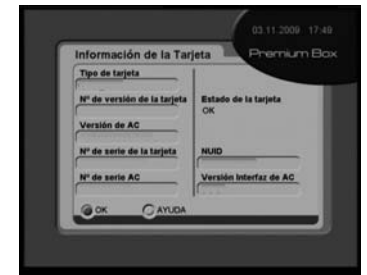 03.11.2009 17:49
Premium Box
Información de la Tarjeta
Tipo de tarjeta
Nº de versión de la tarjeta
Estado de la tarjeta
OK
Versión de AC
Nº de serie de la tarjeta
NUID
Nº de serie AC
Versión Interfaz de AC
OK
AYUDA